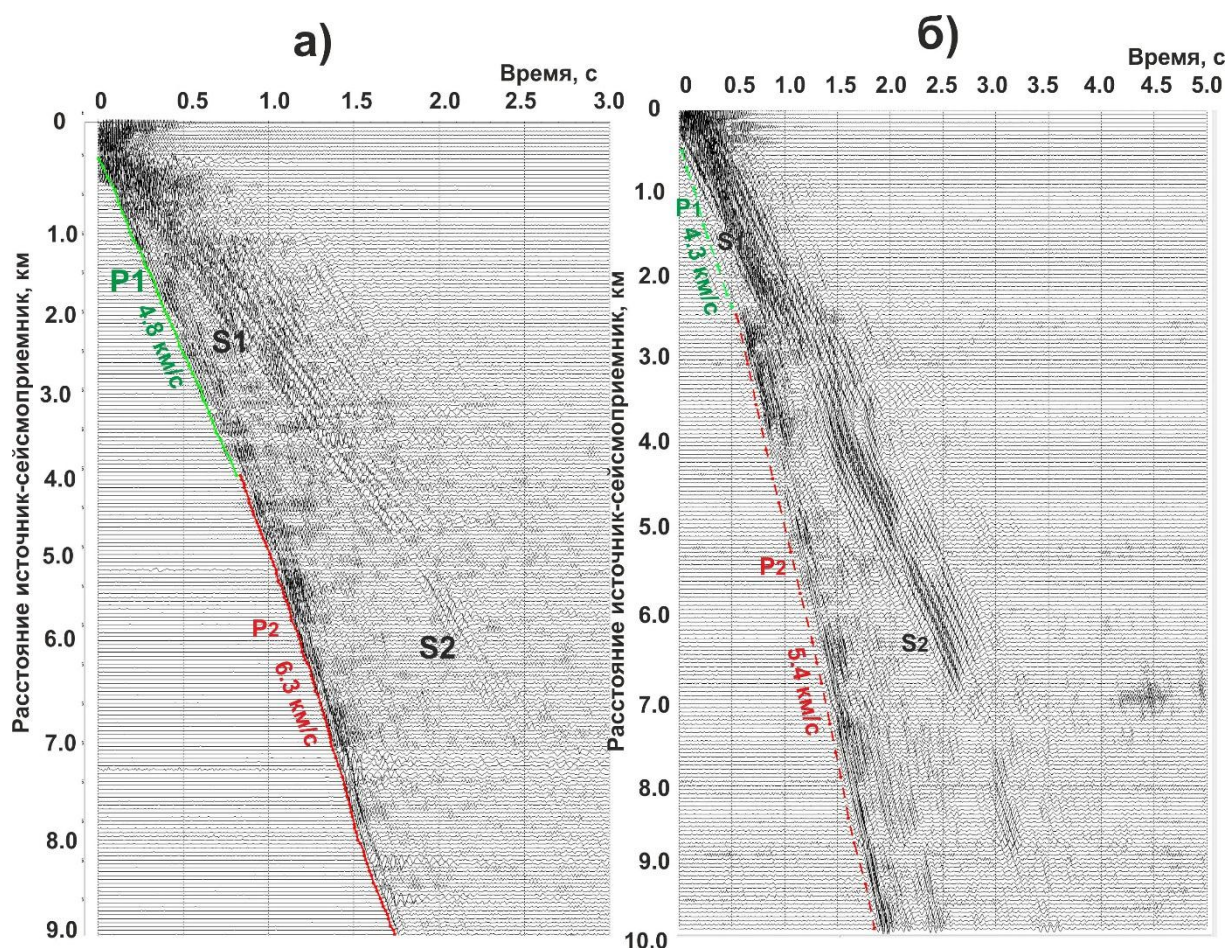 а)
Время, с
0 0.5 1.0 1.5 2.0 2.5 3.0
Расстояние источник-сейсмоприемник, км
0
1.0
2.0
3.0
4.0
5.0
6.0
7.0
8.0
9.0
P1
4.8 км/с
S1
P2
6.3 км/с
S2
б)
Время, с
0 0.5 1.0 1.5 2.0 2.5 3.0 4.0 4.5 5.0
Расстояние источник-сейсмоприемник, км
0
1.0
2.0
3.0
4.0
5.0
6.0
7.0
8.0
9.0
10.0
P1
4.3 км/с
S1
P2
5.4 км/с
S2